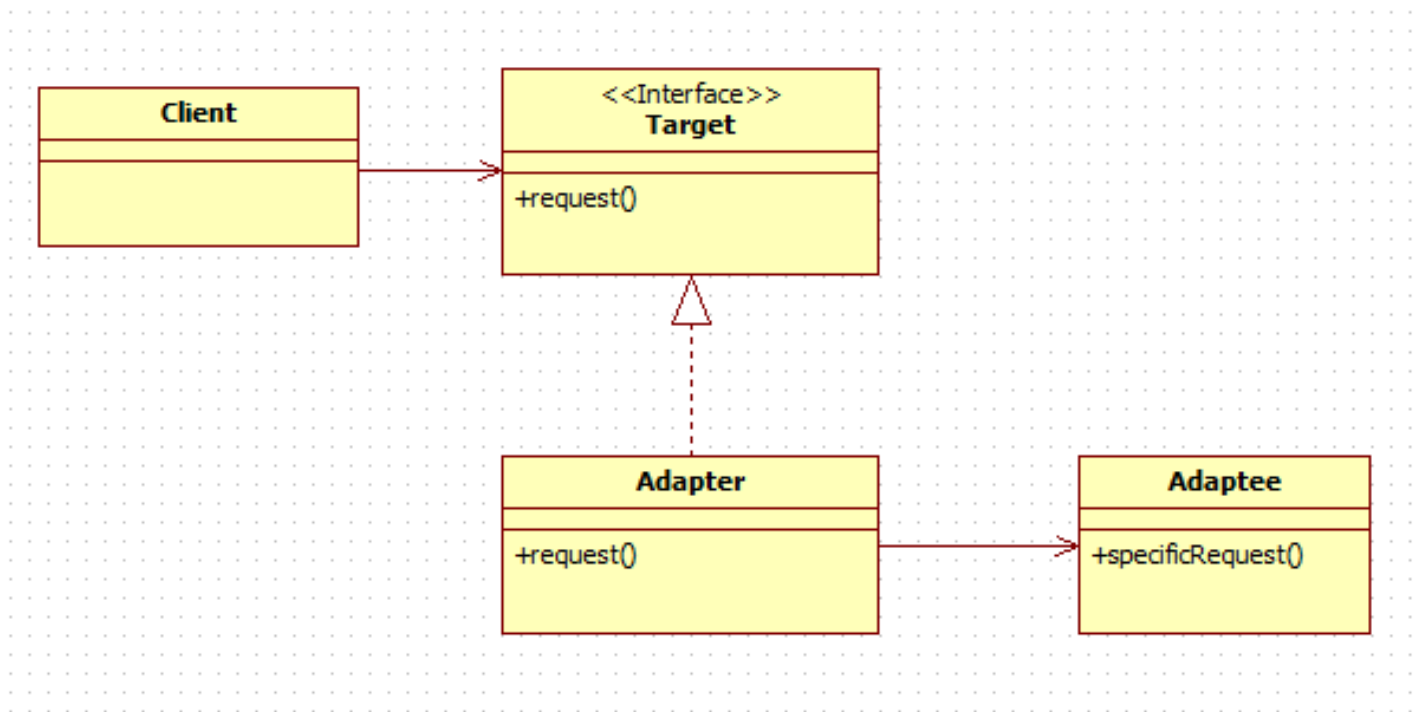 Client
<<Interface>>
Target
+request()
Adapter
+request()
Adaptee
+specificRequest()